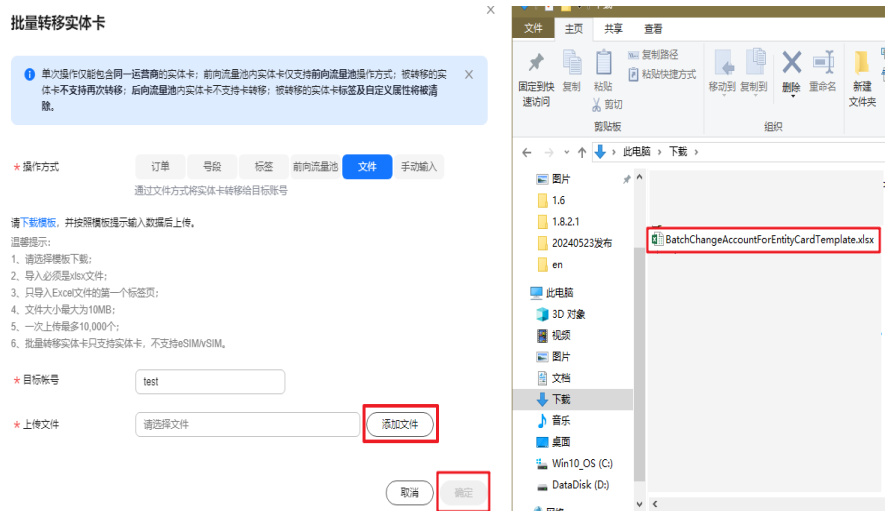 批量转移实体卡
单次操作仅能包含同一运营商的实体卡；前向流量池内实体卡仅支持前向流量池操作方式；被转移的实
体卡不支持再次转移；后向流量池内实体卡不支持卡转移；被转移的实体卡标签及自定义属性将被清
除。
* 操作方式
订单 号段 标签 前向流量池 文件 手动输入
通过文件方式将实体卡转移给目标账号
请下载模板，并按照模板提示输入数据后上传。
温馨提示：
1、请选择模板下载；
2、导入必须是xlsx文件；
3、只导入Excel文件的第一个标签页；
4、文件大小最大为10MB；
5、一次上传最多10,000个；
6、批量转移实体卡只支持实体卡，不支持eSIM/vSIM。
* 目标帐号 test
* 上传文件 请选择文件 添加文件
取消 确定
文件 主页 共享 查看
固定到快
速访问
复制
粘贴
复制路径
粘贴快捷方式
剪切
剪贴板
移动到 复制到 删除 重命名
组织
新建
文件夹
此电脑 › 下载 ›
图片
1.6
1.8.2.1
20240523发布
en
此电脑
3D 对象
视频
图片
文档
下载
音乐
桌面
Win10_OS (C:)
DataDisk (D:)
BatchChangeAccountForEntityCardTemplate.xlsx